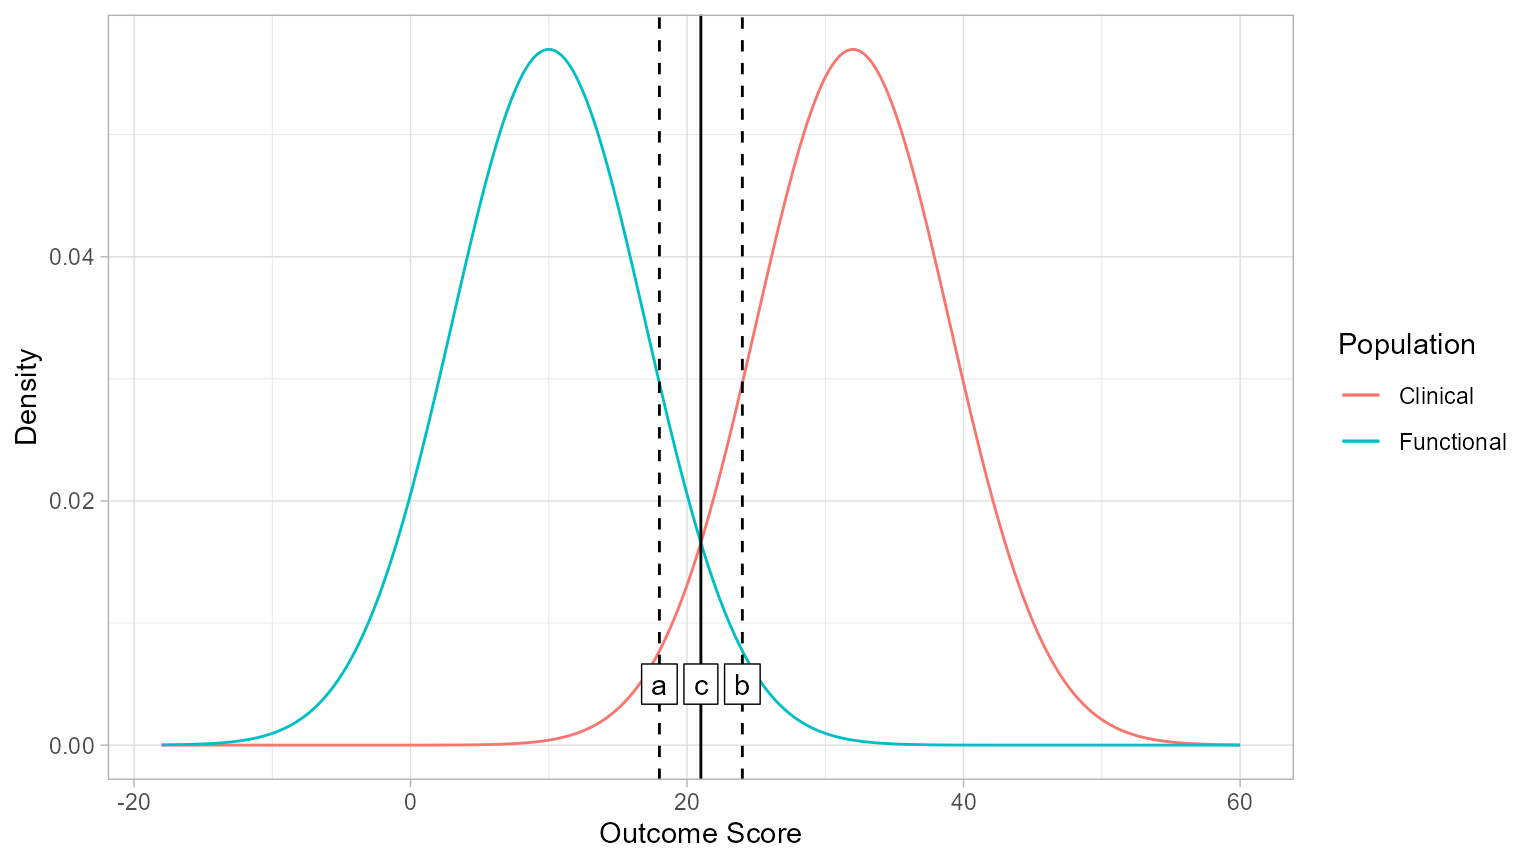 Density
0.04
0.02
0.00
a
c
b
-20
0
20
40
60
Outcome Score
Population
Clinical
Functional